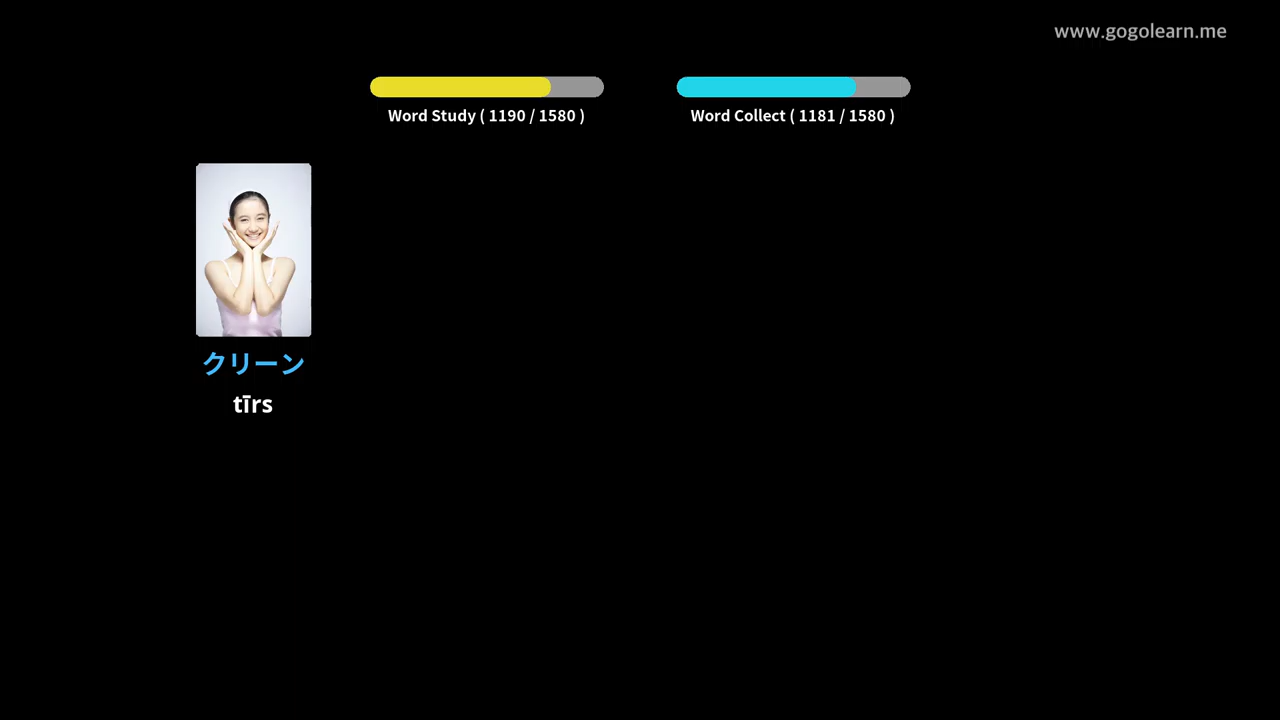 www.gogolearn.me
Word Study ( 1190 / 1580 )
Word Collect ( 1181 / 1580 )
クリーン
tīrs